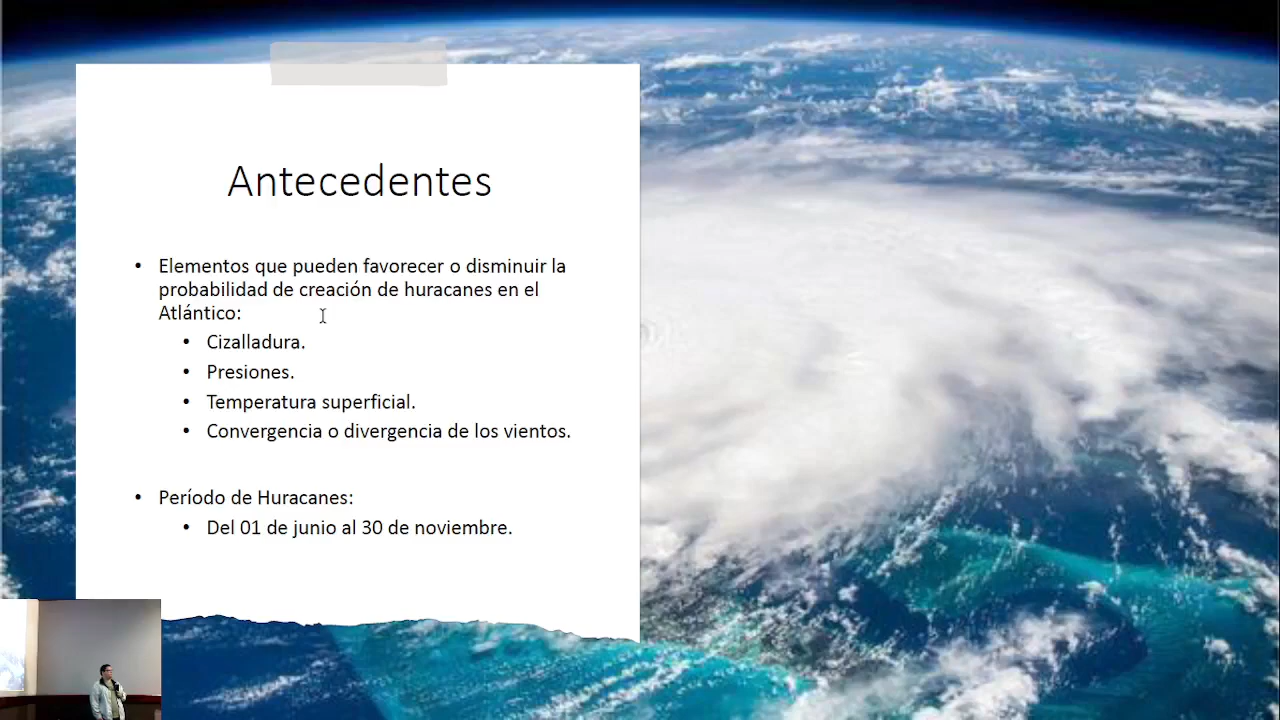 Antecedentes
• Elementos que pueden favorecer o disminuir la
probabilidad de creación de huracanes en el
Atlántico:
• Cizalladura.
• Presiones.
• Temperatura superficial.
• Convergencia o divergencia de los vientos.
• Período de Huracanes:
• Del 01 de junio al 30 de noviembre.